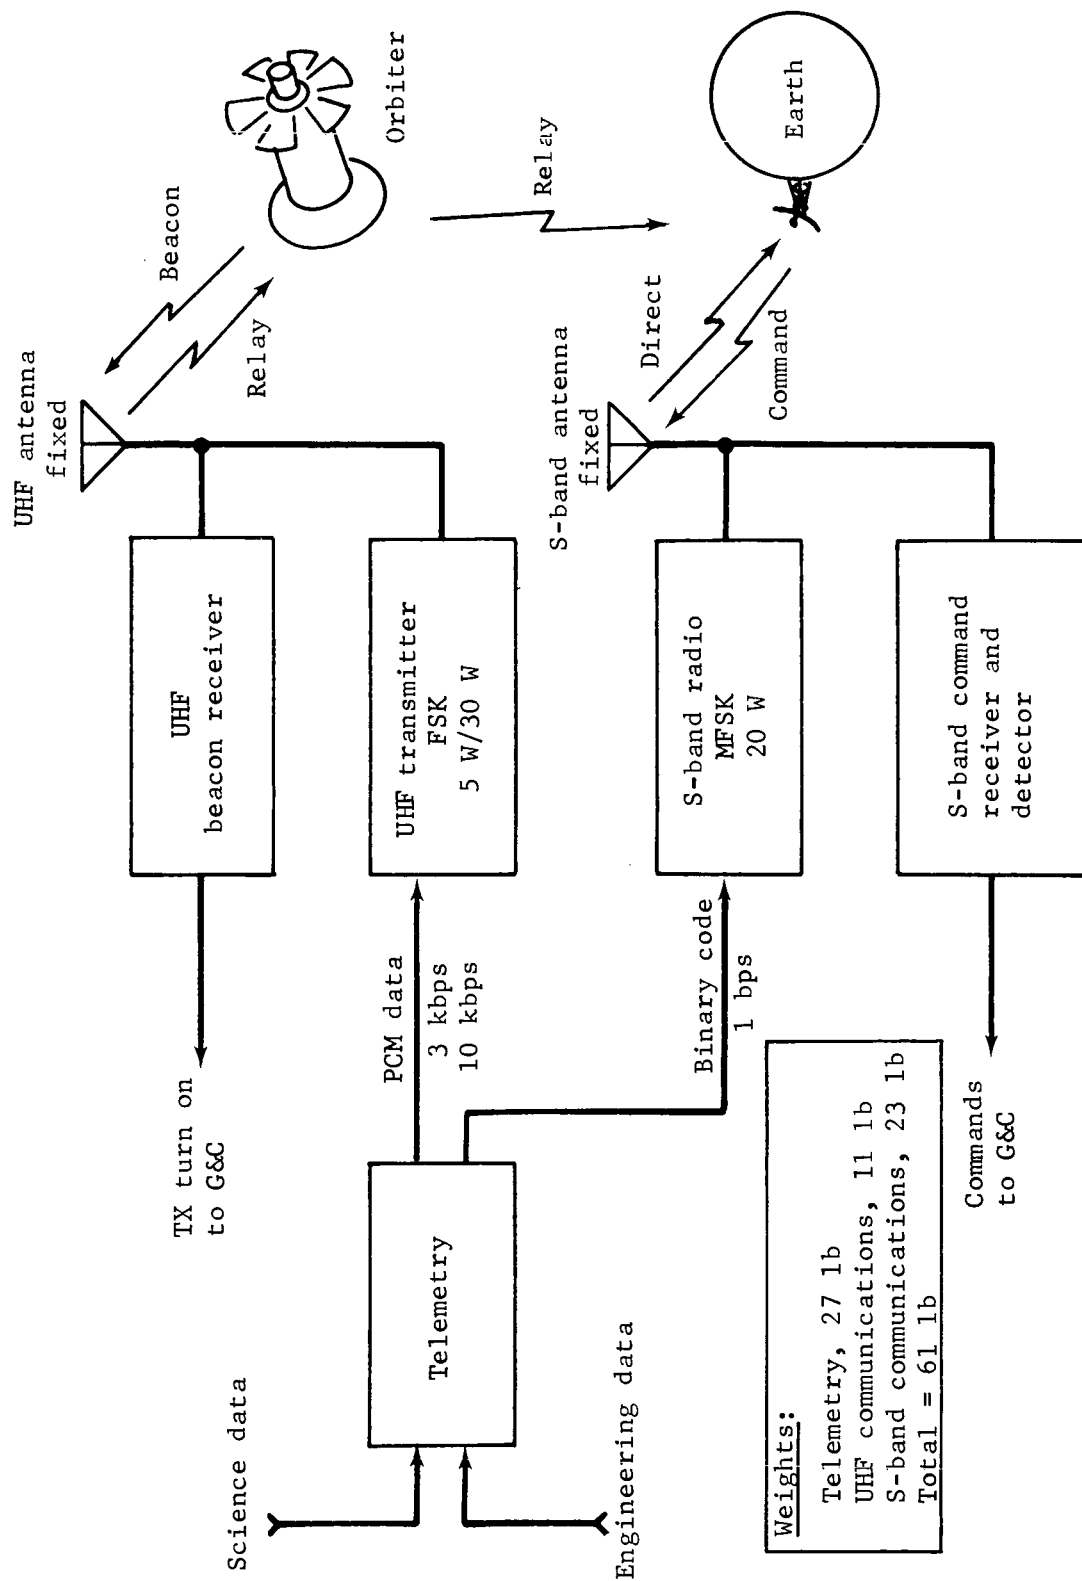 Science data
Engineering data
Telemetry
TX turn on
to G&C
PCM data
3 kbps
10 kbps
Binary code
1 bps
Commands
to G&C
UHF
beacon receiver
UHF transmitter
FSK
5 W/30 W
S-band radio
MFSK
20 W
S-band command
receiver and
detector
UHF antenna
fixed
S-band antenna
fixed
Beacon
Relay
Orbiter
Relay
Direct
Command
Earth
Weights:
Telemetry, 27 lb
UHF communications, 11 lb
S-band communications, 23 lb
Total = 61 lb